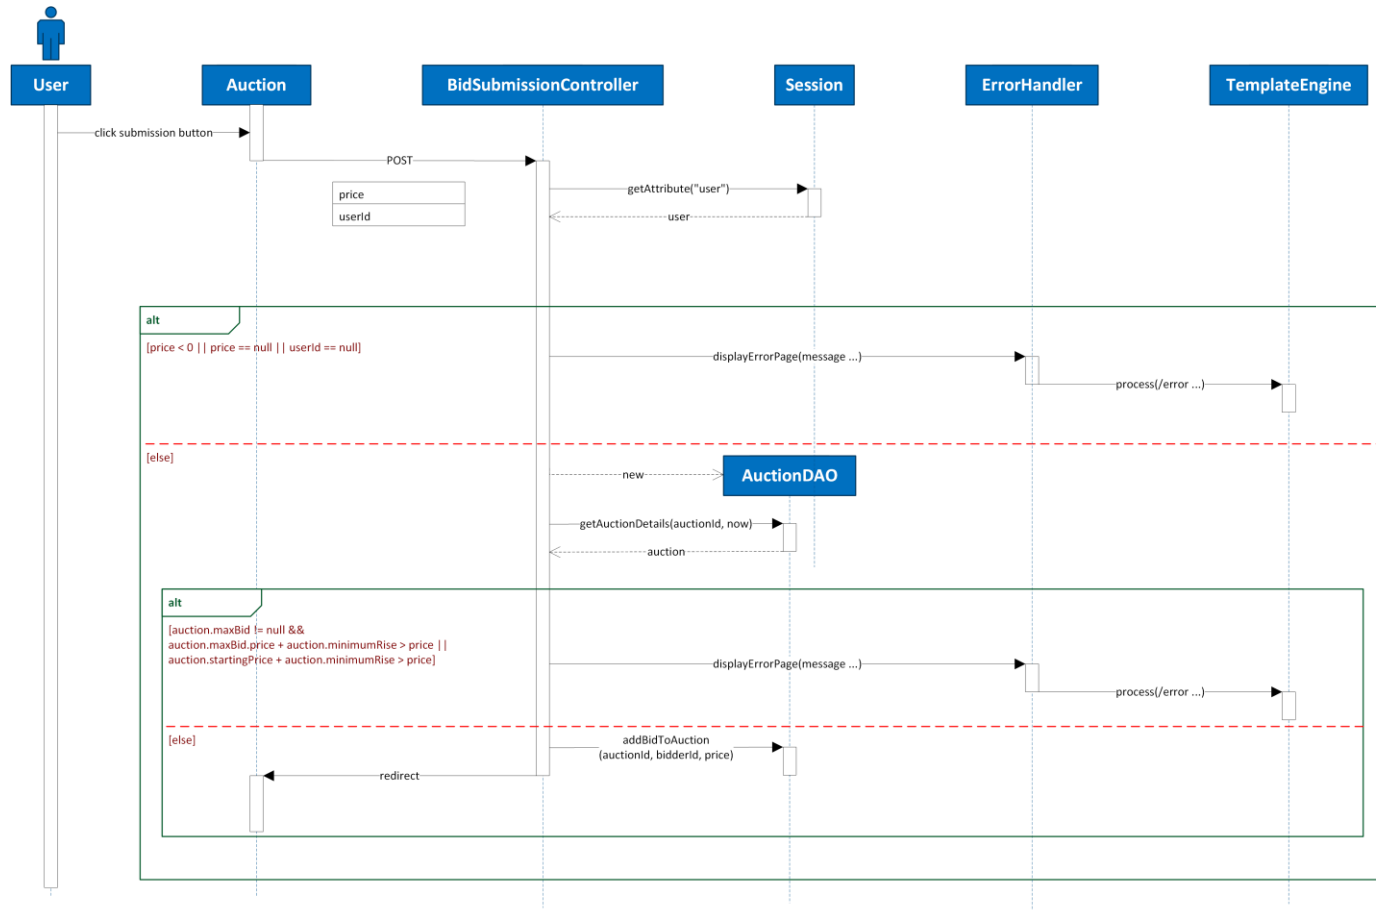 User
Auction
BidSubmissionController
Session
ErrorHandler
TemplateEngine
click submission button
POST
price
userId
getAttribute("user")
user
alt
[price < 0 || price == null || userId == null]
displayErrorPage(message ...)
process(/error ...)
[else]
new
AuctionDAO
getAuctionDetails(auctionId, now)
auction
alt
[auction.maxBid != null &&
auction.maxBid.price + auction.minimumRise > price ||
auction.startingPrice + auction.minimumRise > price]
displayErrorPage(message ...)
process(/error ...)
[else]
addBidToAuction
(auctionId, bidderId, price)
redirect